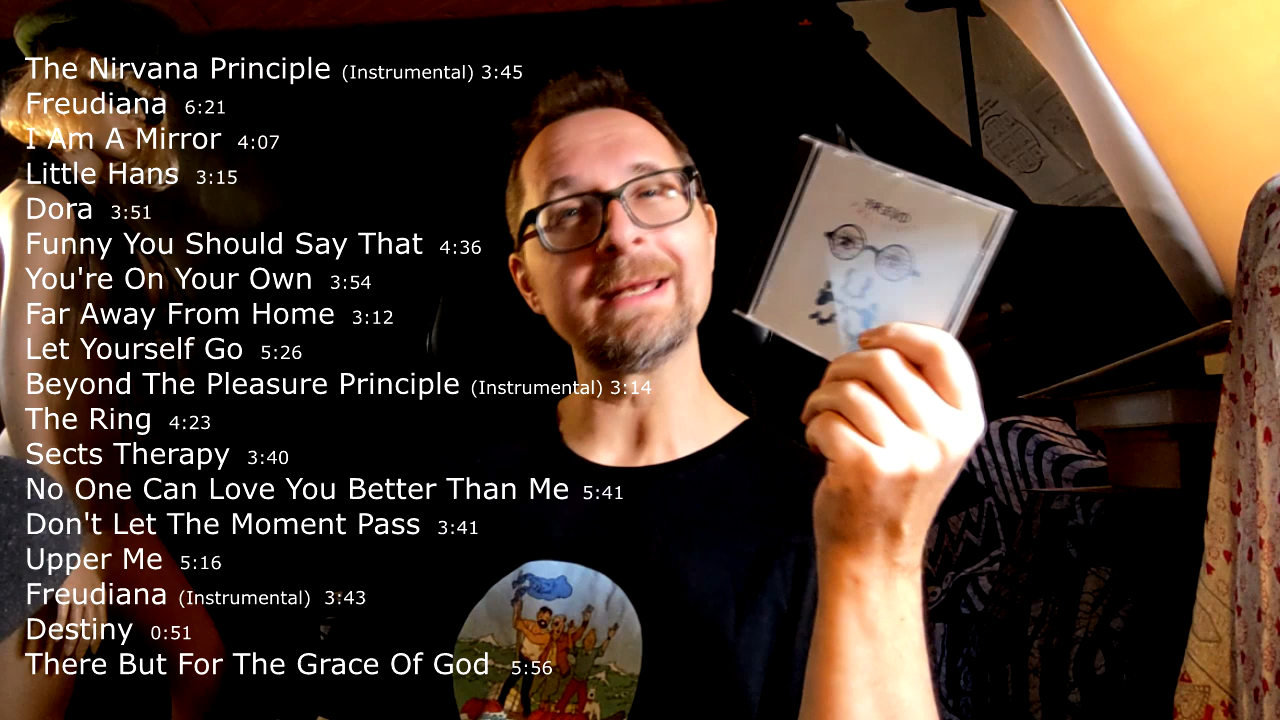 The Nirvana Principle (Instrumental) 3:45
Freudiana 6:21
I Am A Mirror 4:07
Little Hans 3:15
Dora 3:51
Funny You Should Say That 4:36
You're On Your Own 3:54
Far Away From Home 3:12
Let Yourself Go 5:26
Beyond The Pleasure Principle (Instrumental) 3:14
The Ring 4:23
Sects Therapy 3:40
No One Can Love You Better Than Me 5:41
Don't Let The Moment Pass 3:41
Upper Me 5:16
Freudiana (Instrumental) 3:43
Destiny 0:51
There But For The Grace Of God 5:56